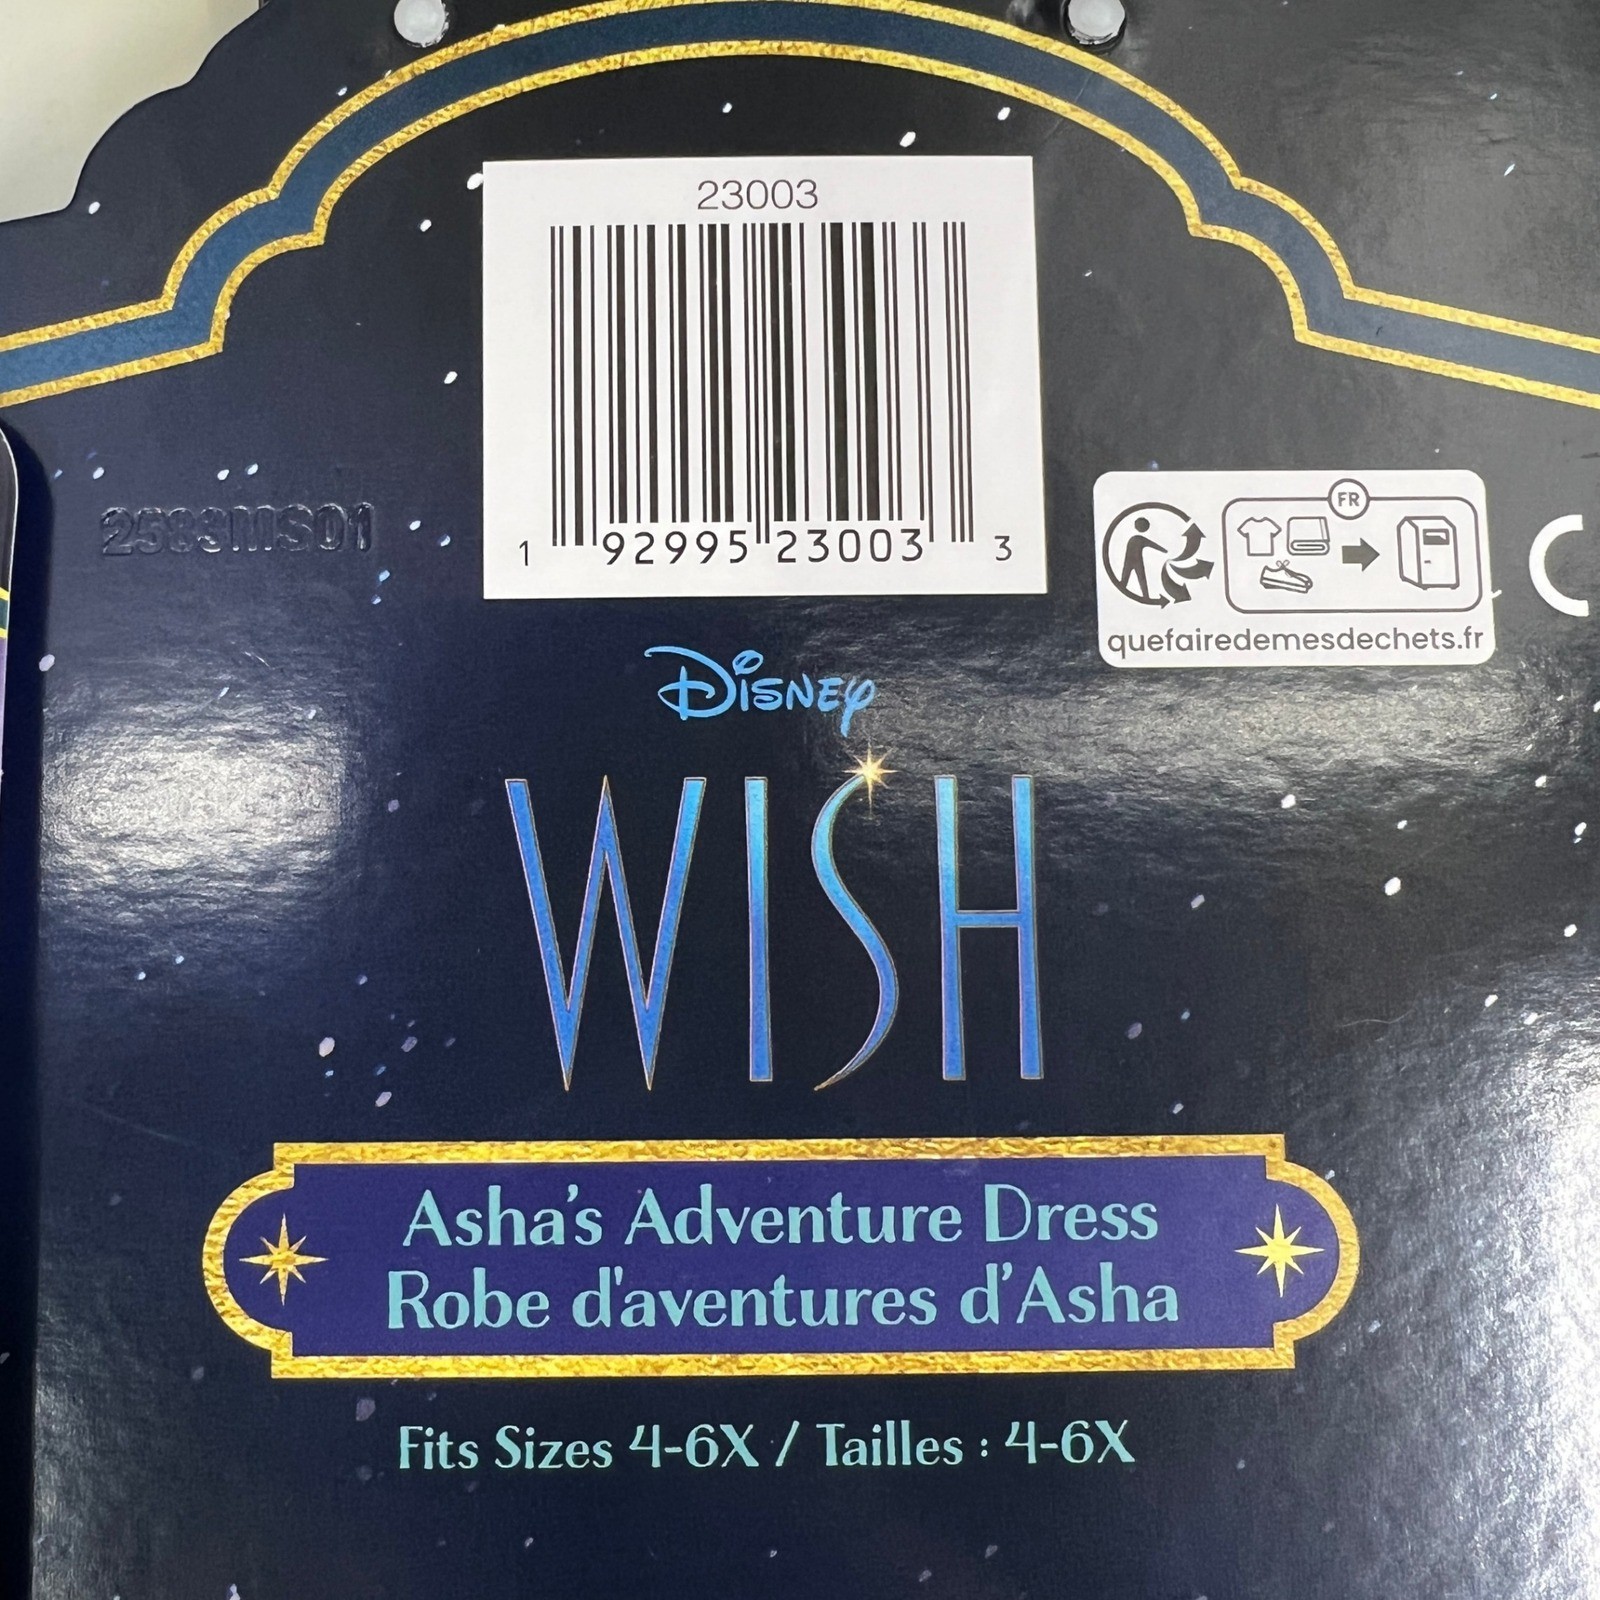 23003
1 92995 23003 3
258SMS01
FR
quefairedemesdechets.fr
Disney
WISH
Asha's Adventure Dress
Robe d'aventures d'Asha
Fits Sizes 4-6X / Tailles : 4-6X